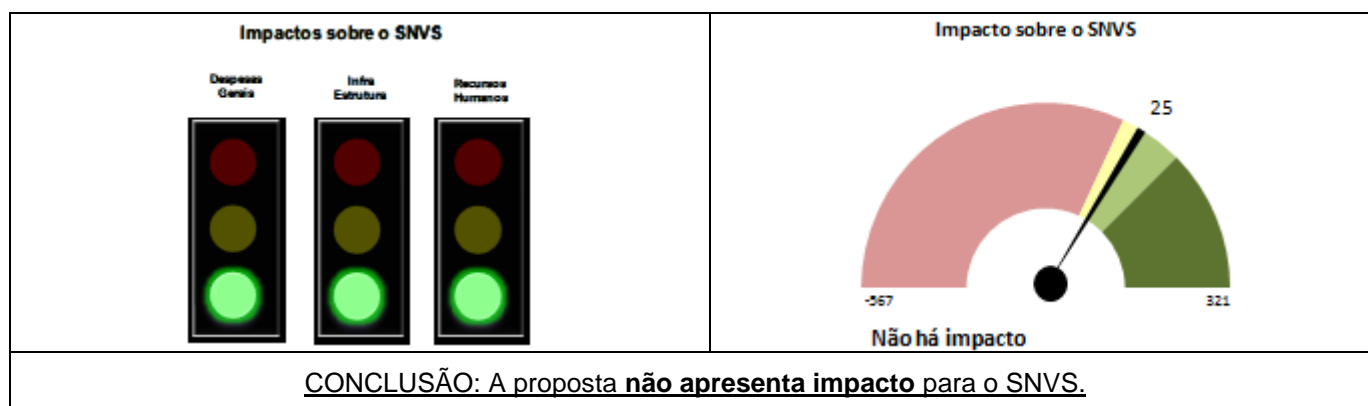 Impactos sobre o SNVS
Despesas
Gerais
Infra
Estrutura
Recursos
Humanos
Impacto sobre o SNVS
25
-567
321
Não há impacto
CONCLUSÃO: A proposta não apresenta impacto para o SNVS.